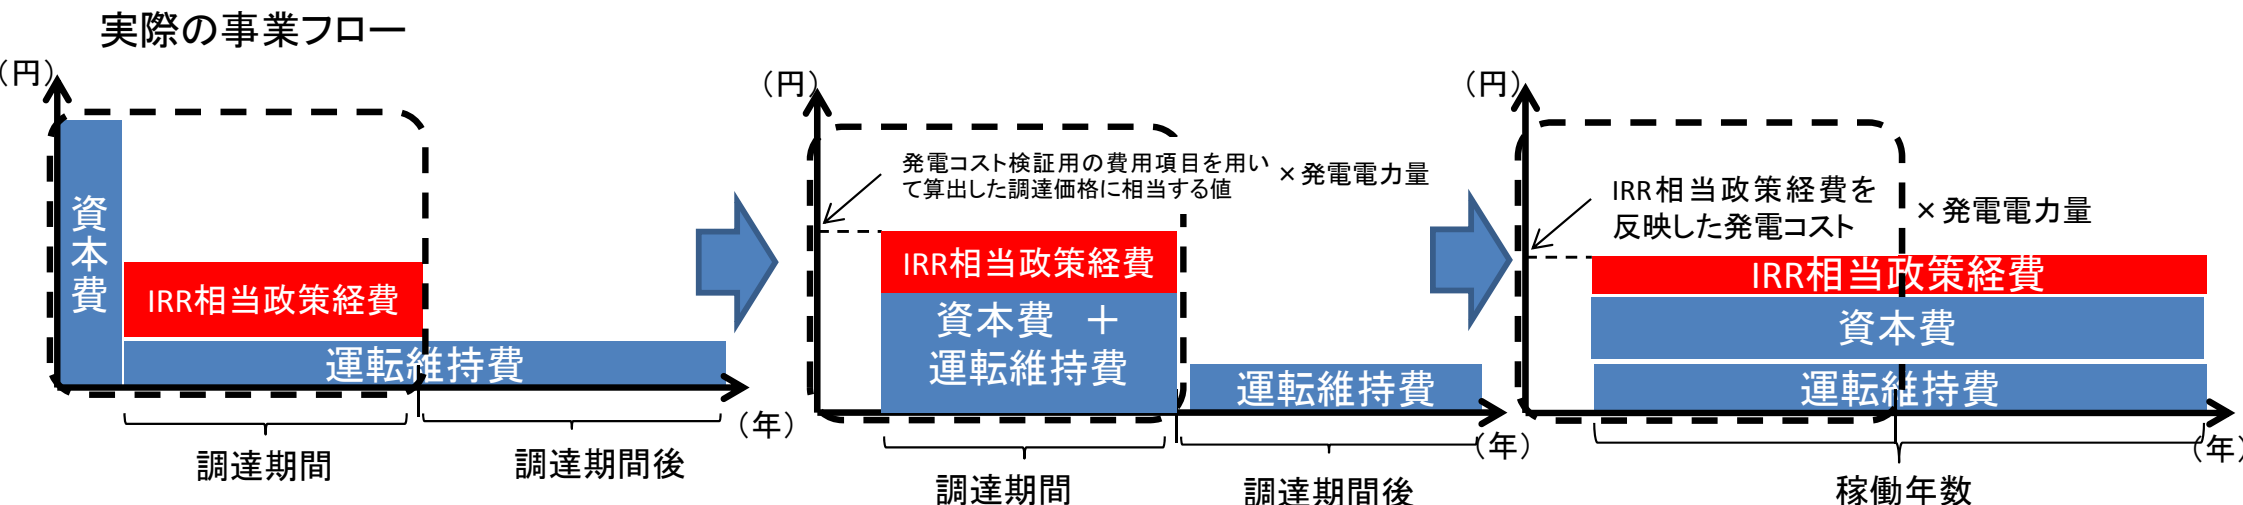 実際の事業フロー
（円）
資本費
IRR相当政策経費
運転維持費
（年）
調達期間
調達期間後
（円）
発電コスト検証用の費用項目を用い
て算出した調達価格に相当する値
×発電電力量
IRR相当政策経費
資本費　＋
運転維持費
運転維持費
（年）
調達期間
調達期間後
（円）
IRR相当政策経費を
反映した発電コスト
×発電電力量
IRR相当政策経費
資本費
運転維持費
（年）
稼働年数